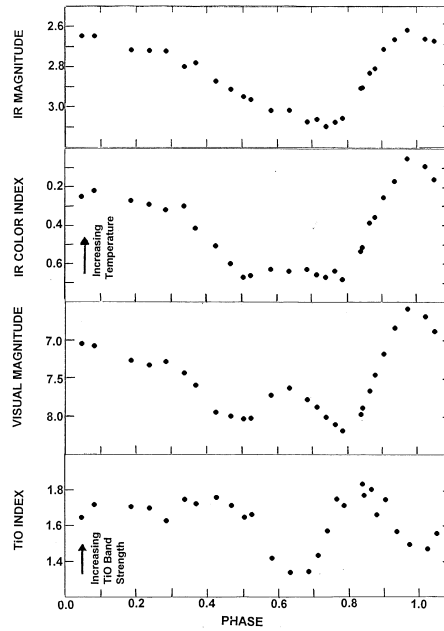 IR MAGNITUDE
2.6
2.8
3.0
IR COLOR INDEX
0.2
0.4
0.6
Increasing
Temperature
VISUAL MAGNITUDE
7.0
7.5
8.0
TiO INDEX
1.8
1.6
1.4
Increasing
TiO Band
Strength
0.0
0.2
0.4
0.6
0.8
1.0
PHASE